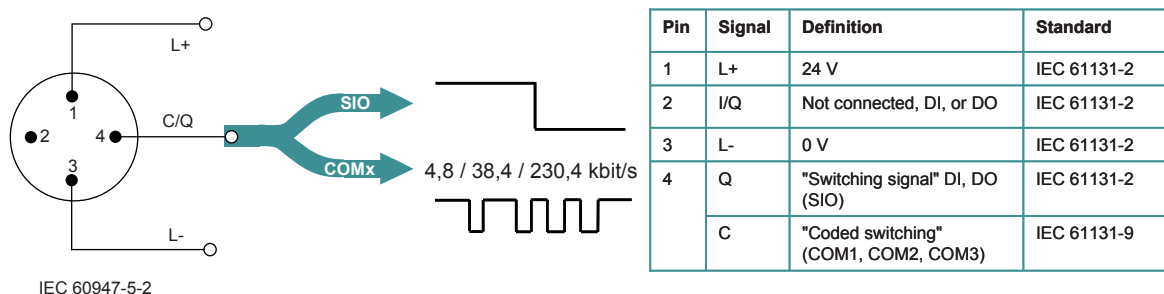 L+
1
2
4
3
C/Q
L-
IEC 60947-5-2
SIO
COMx
4,8 / 38,4 / 230,4 kbit/s
Pin Signal Definition Standard
1 L+ 24 V IEC 61131-2
2 I/Q Not connected, DI, or DO IEC 61131-2
3 L- 0 V IEC 61131-2
4 Q "Switching signal" DI, DO IEC 61131-2
(SIO)
C "Coded switching" IEC 61131-9
(COM1, COM2, COM3)